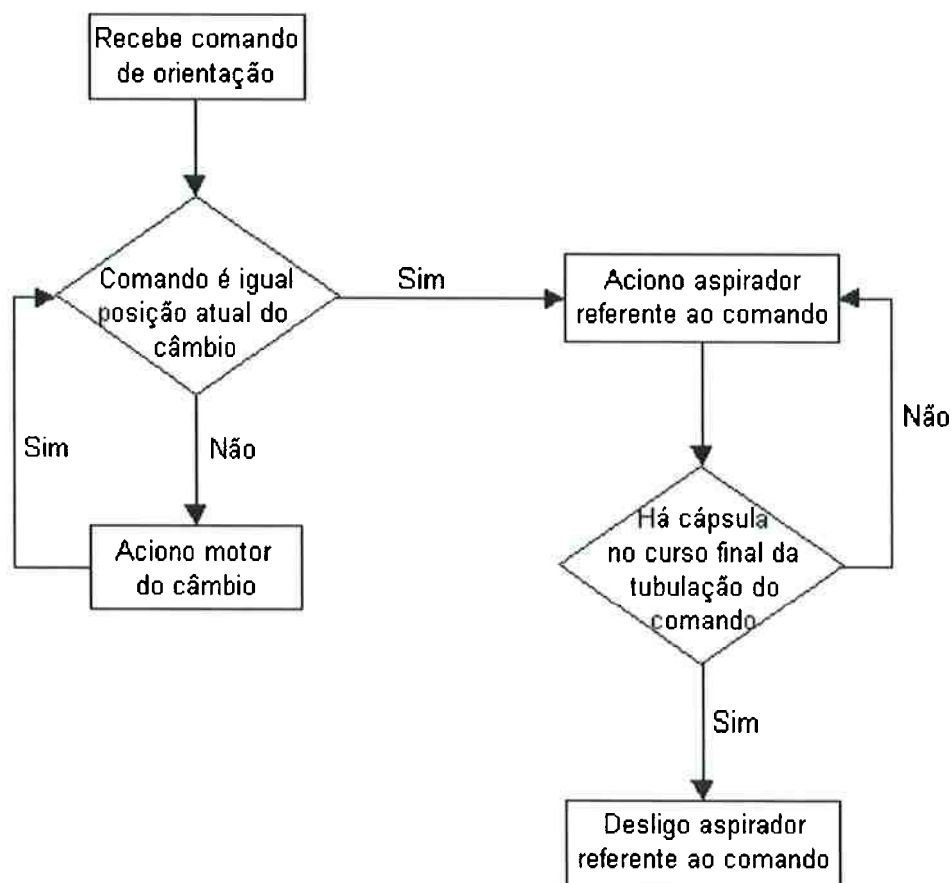 Recebe comando
de orientação
Comando é igual
posição atual do
câmbio
Sim
Aciono aspirador
referente ao comando
Não
Sim
Não
Aciono motor
do câmbio
Há cápsula
no curso final da
tubulação do
comando
Sim
Desligo aspirador
referente ao comando